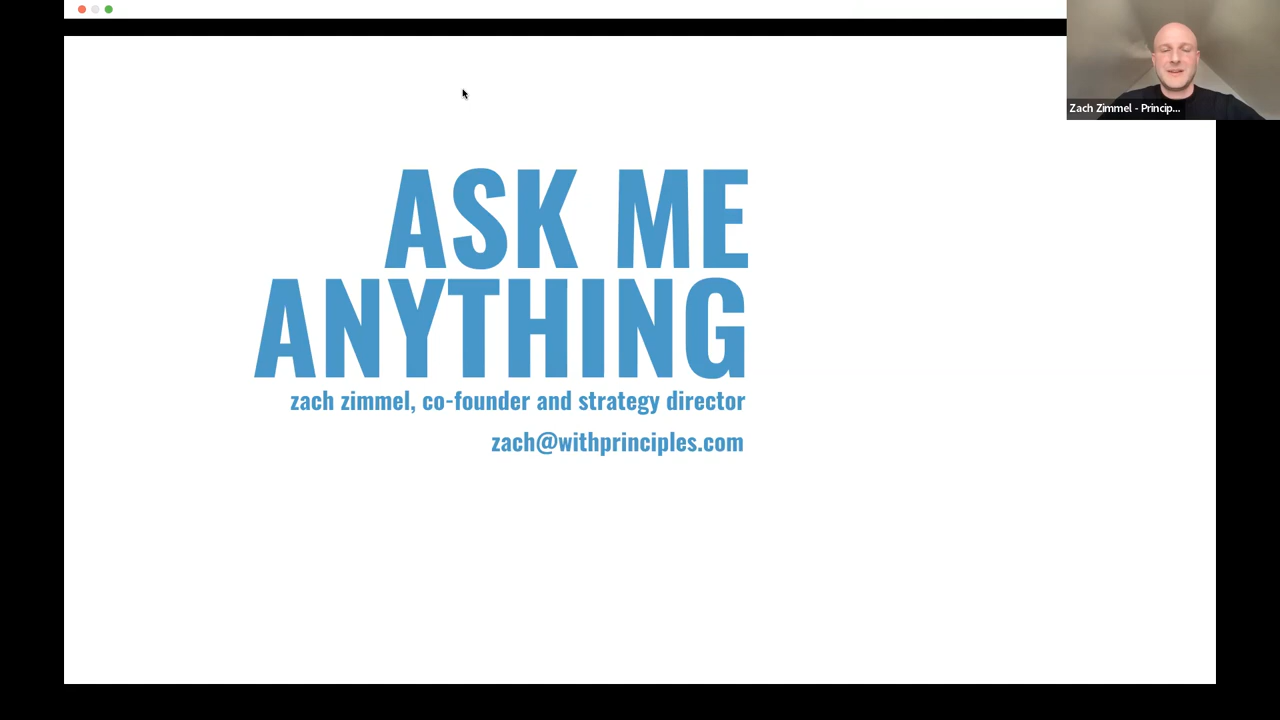 Zach Zimmel - Princip...
ASK ME
ANYTHING
zach zimmel, co-founder and strategy director
zach@withprinciples.com